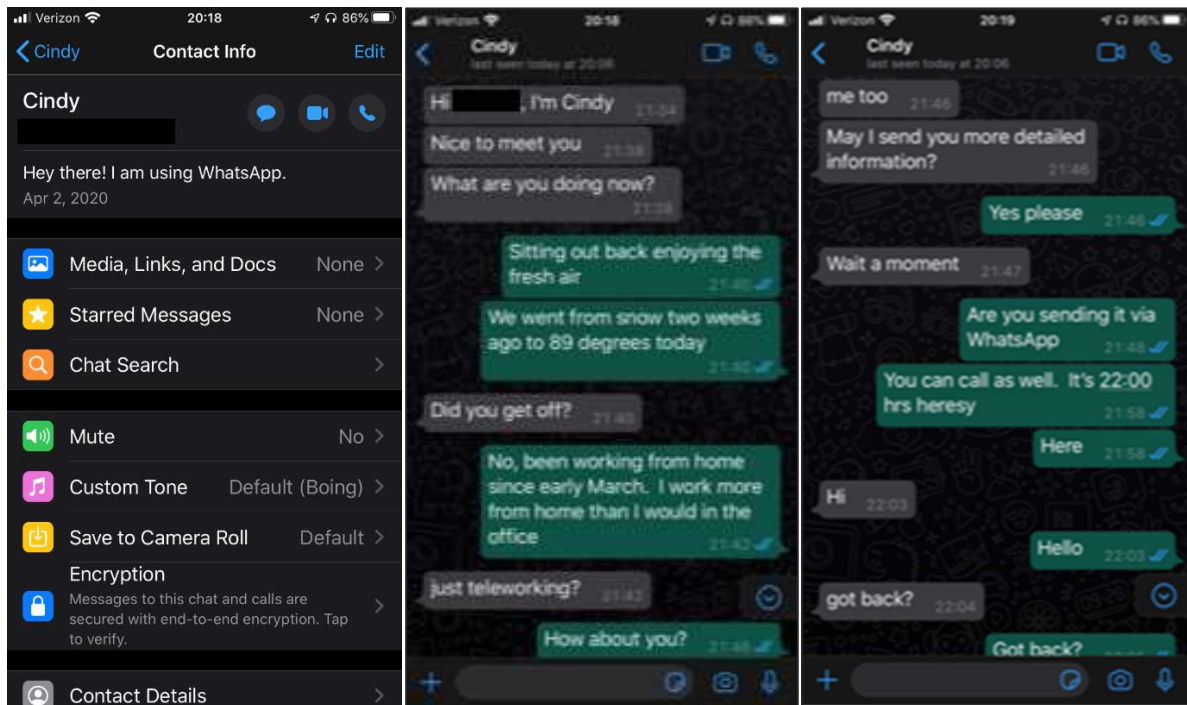 Verizon 20:18 86%
Cindy Contact Info Edit
Cindy
Hey there! I am using WhatsApp.
Apr 2, 2020
Media, Links, and Docs None
Starred Messages None
Chat Search
Mute No
Custom Tone Default (Boing)
Save to Camera Roll Default
Encryption
Messages to this chat and calls are
secured with end-to-end encryption. Tap
to verify.
Contact Details
Verizon 20:18 86%
Cindy
last seen today at 20:06
Hi , I'm Cindy 21:34
Nice to meet you 21:38
What are you doing now?
21:38
Sitting out back enjoying the
fresh air 21:40
We went from snow two weeks
ago to 89 degrees today
21:40
Did you get off? 21:40
No, been working from home
since early March. I work more
from home than I would in the
office 21:42
just teleworking? 21:42
How about you?
Verizon 20:19 86%
Cindy
last seen today at 20:06
me too 21:46
May I send you more detailed
information? 21:46
Yes please 21:46
Wait a moment 21:47
Are you sending it via
WhatsApp 21:48
You can call as well. It's 22:00
hrs heresy 21:58
Here 21:58
Hi 22:03
Hello 22:03
got back? 22:04
Got back?